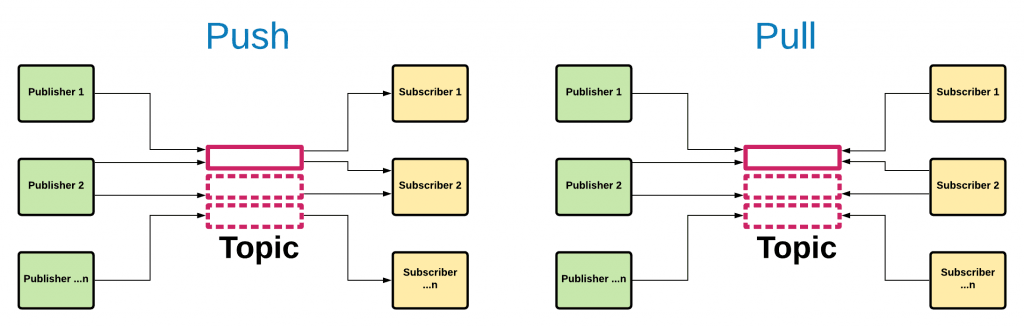 Push
Publisher 1
Subscriber 1
Publisher 2
Subscriber 2
Topic
Publisher ...n
Subscriber
...n
Pull
Publisher 1
Subscriber 1
Publisher 2
Subscriber 2
Topic
Publisher ...n
Subscriber
...n